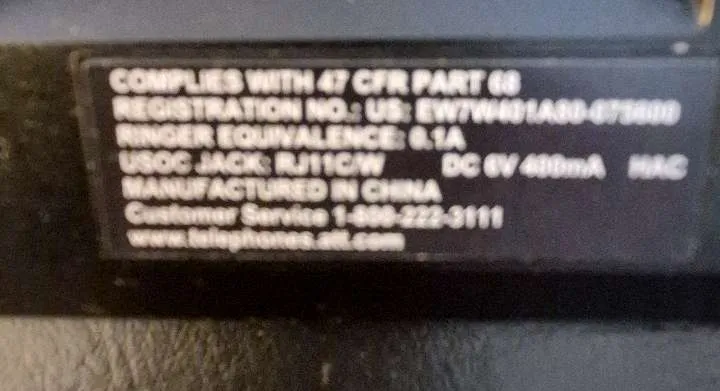 COMPLIES WITH 47 CFR PART 68
REGISTRATION NO.: US:
RINGER EQUIVALENCE: 0.1A
USOC JACK: RJ11C/W DC 6V 400mA HAC
MANUFACTURED IN CHINA
Customer Service 1-800-222-3111
www.telephones.att.com